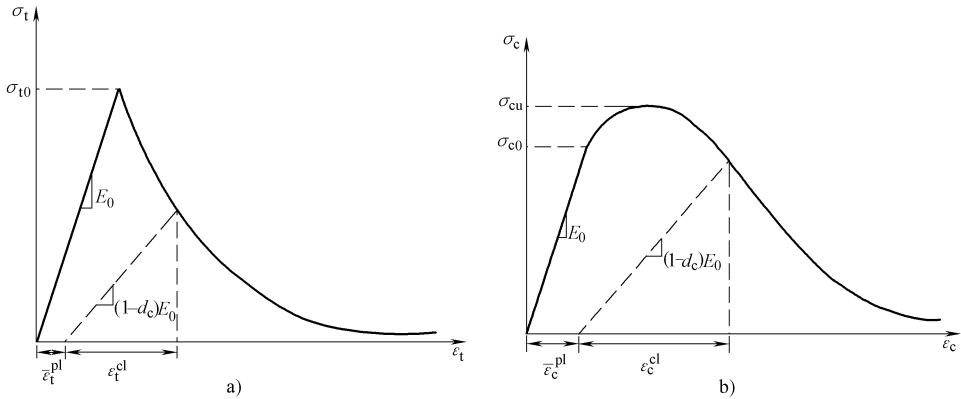 σt
σt0
E0
(1–dc)E0
εt
ε̅t^pl
εt^cl
a)
σc
σcu
σc0
E0
(1–dc)E0
εc
ε̅c^pl
εc^cl
b)